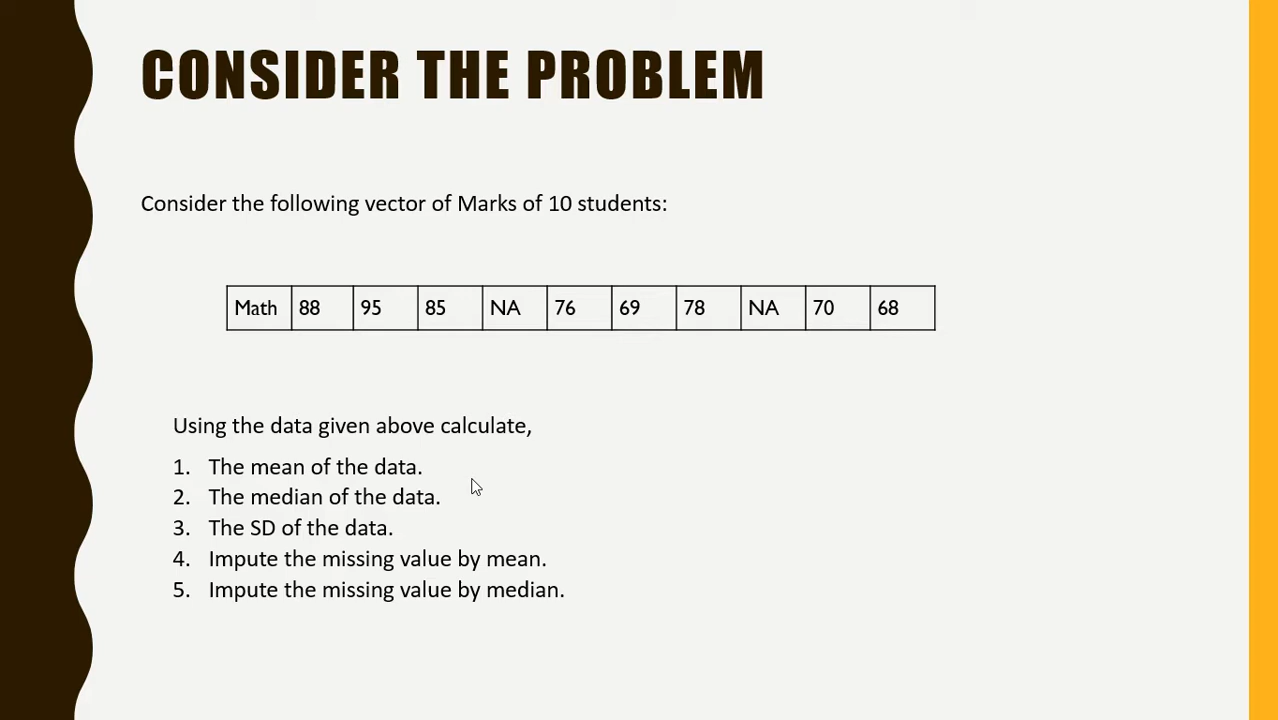 CONSIDER THE PROBLEM
Consider the following vector of Marks of 10 students:
Math 88 95 85 NA 76 69 78 NA 70 68
Using the data given above calculate,
1. The mean of the data.
2. The median of the data.
3. The SD of the data.
4. Impute the missing value by mean.
5. Impute the missing value by median.